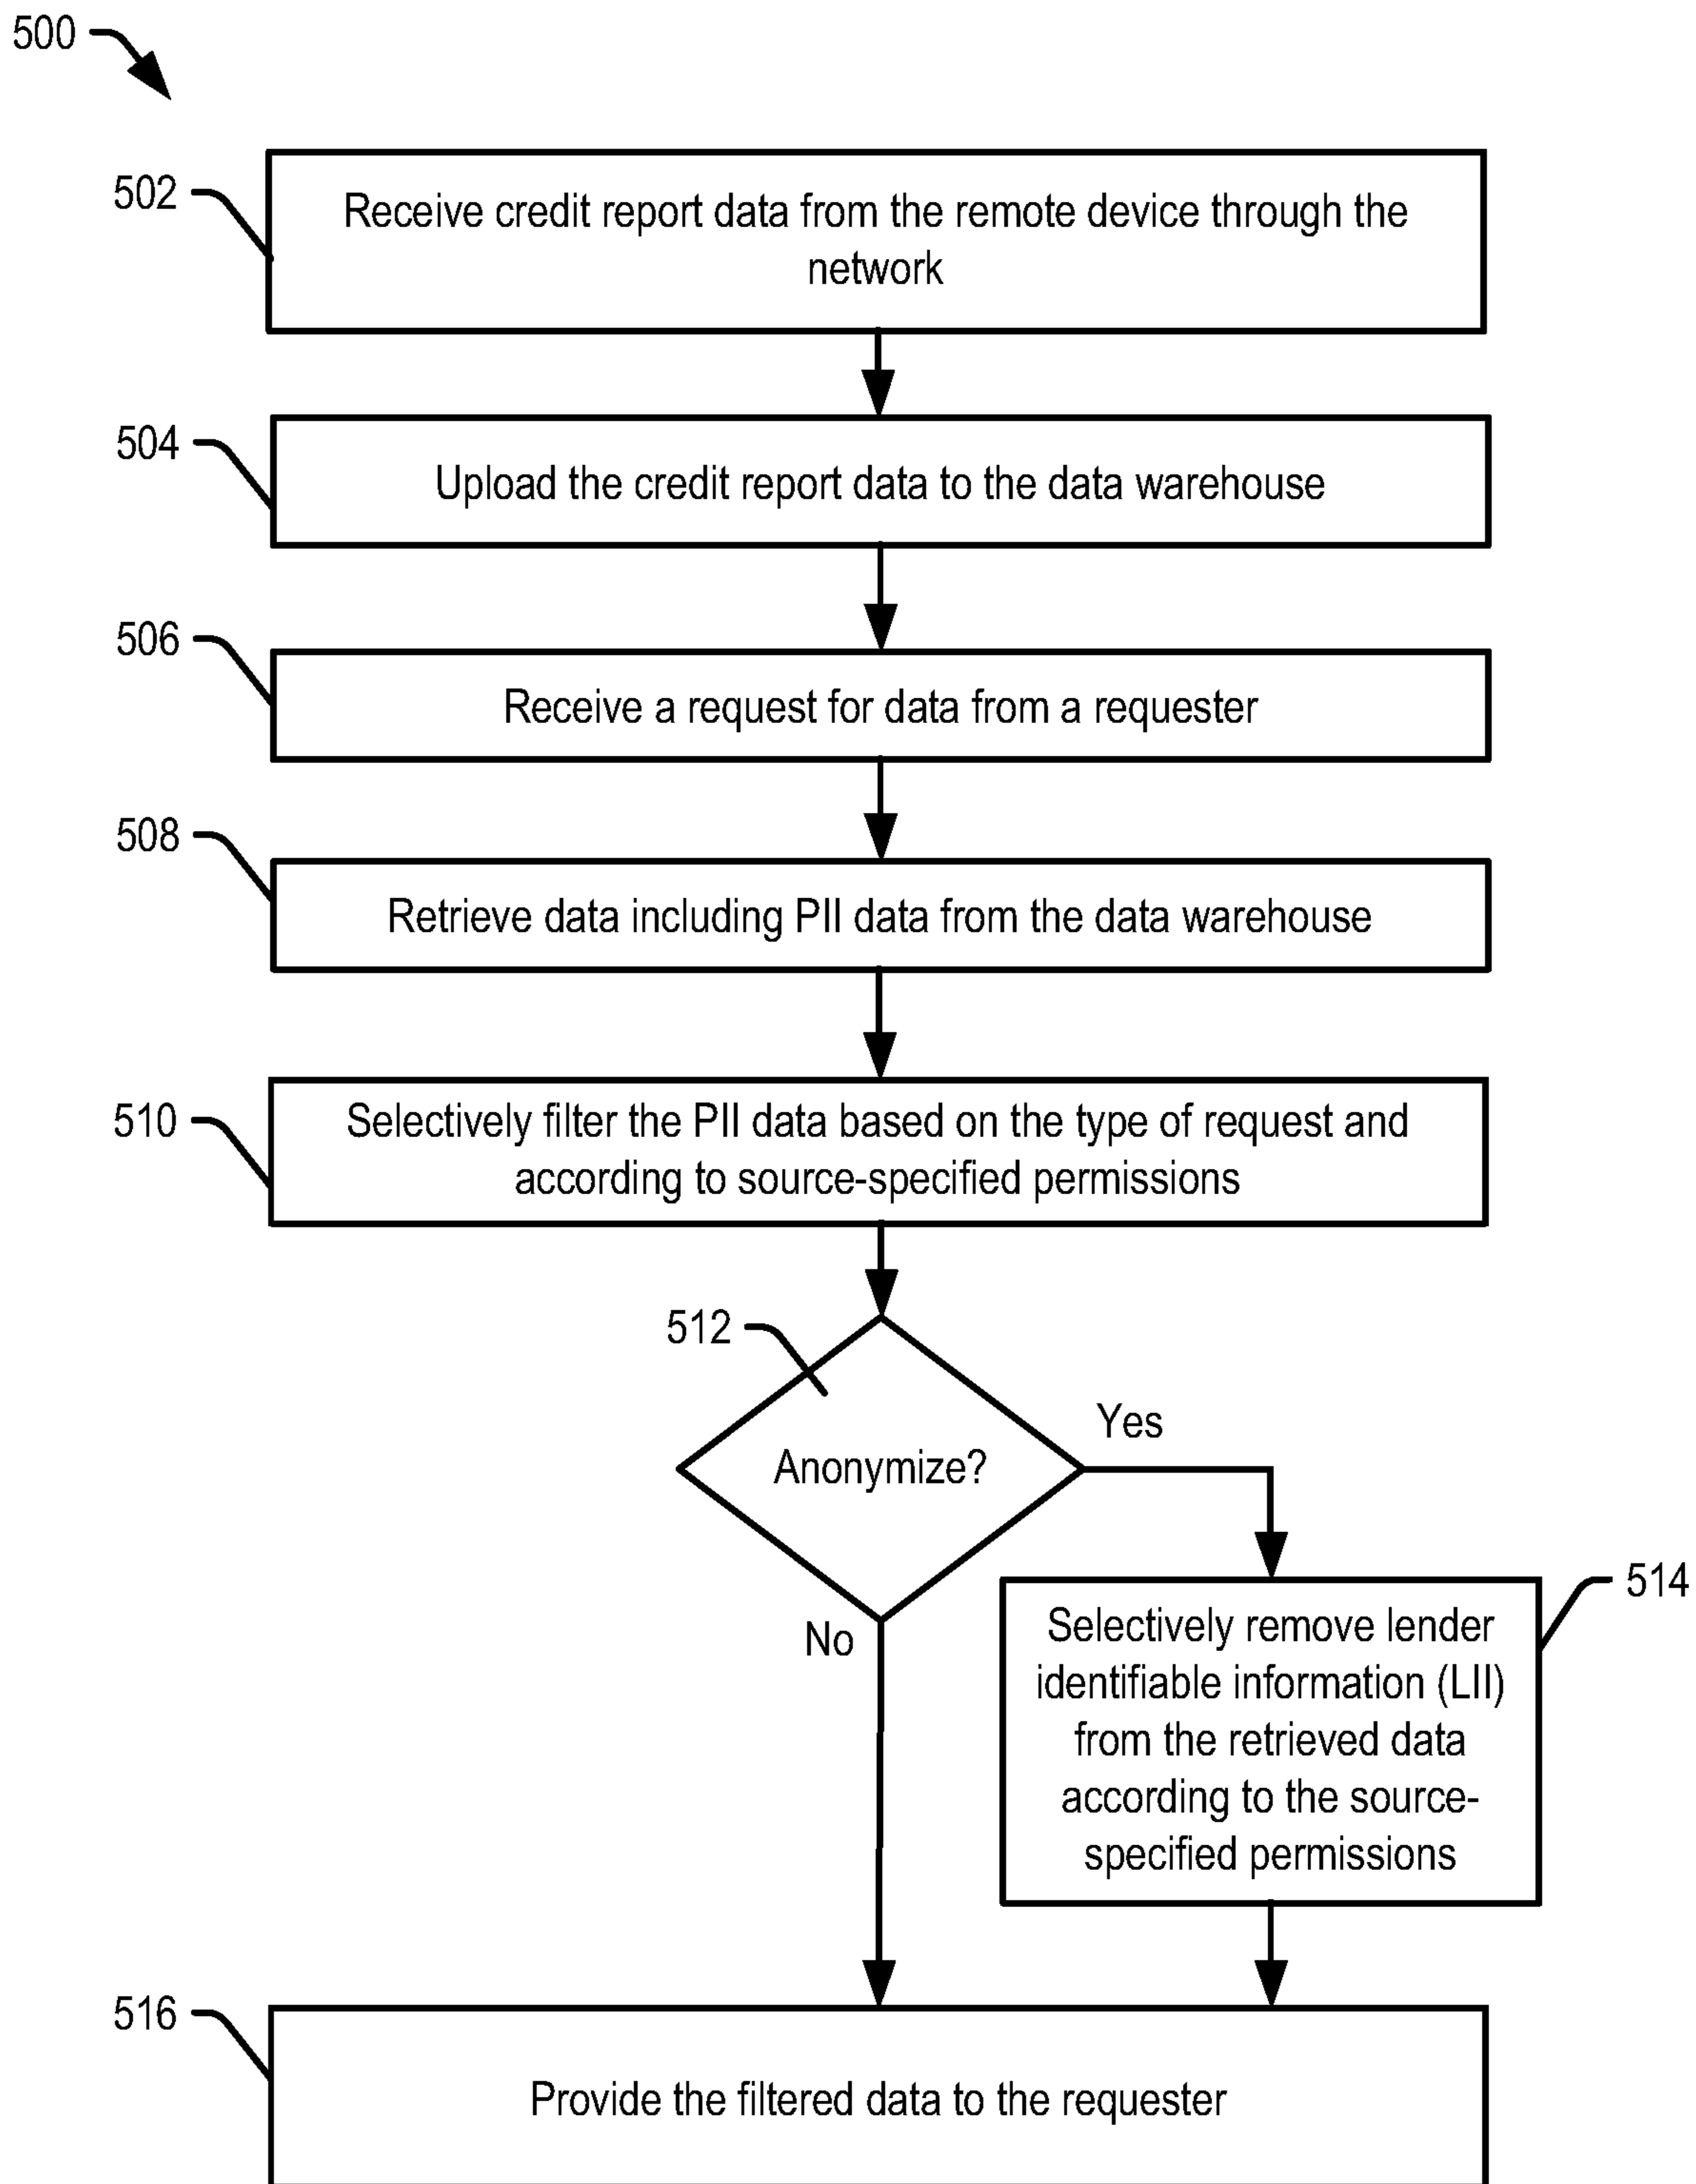 500
502
Receive credit report data from the remote device through the
network
504
Upload the credit report data to the data warehouse
506
Receive a request for data from a requester
508
Retrieve data including PII data from the data warehouse
510
Selectively filter the PII data based on the type of request and
according to source-specified permissions
512
Anonymize?
Yes
No
514
Selectively remove lender
identifiable information (LII)
from the retrieved data
according to the source-
specified permissions
516
Provide the filtered data to the requester